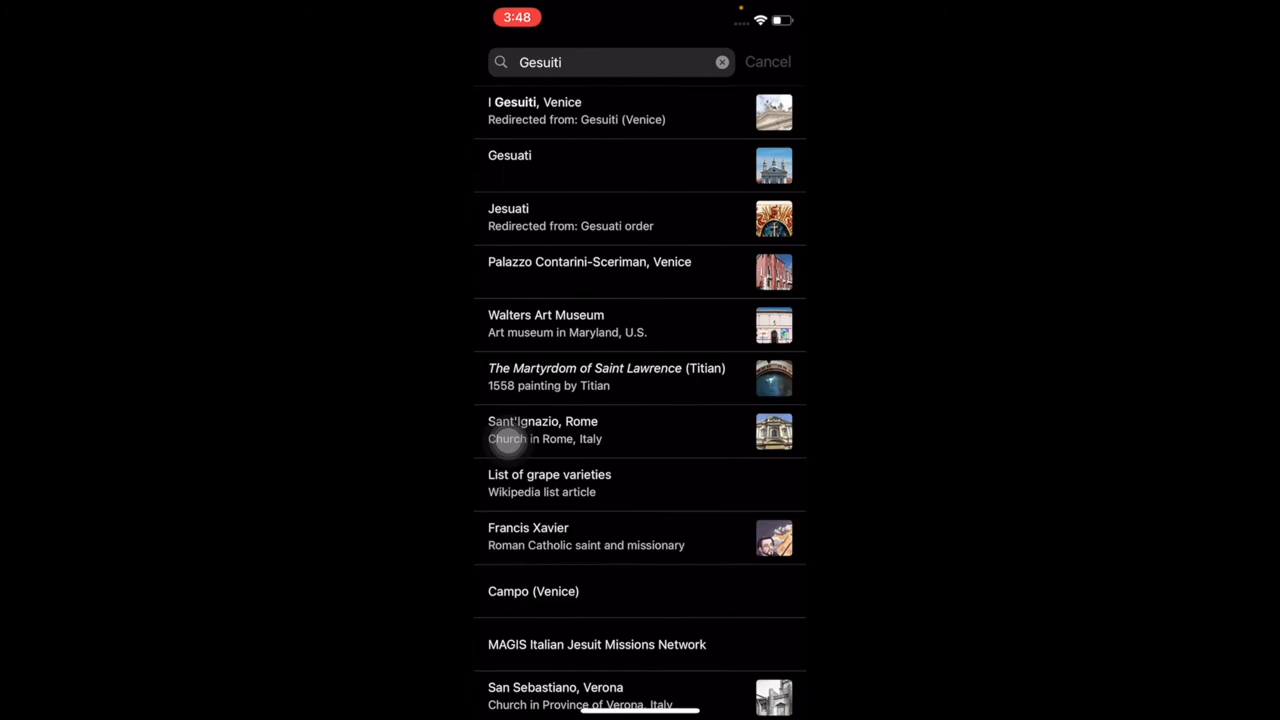 3:48
Gesuiti
Cancel
I Gesuiti, Venice
Redirected from: Gesuiti (Venice)
Gesuati
Jesuati
Redirected from: Gesuati order
Palazzo Contarini-Sceriman, Venice
Walters Art Museum
Art museum in Maryland, U.S.
The Martyrdom of Saint Lawrence (Titian)
1558 painting by Titian
Sant'Ignazio, Rome
Church in Rome, Italy
List of grape varieties
Wikipedia list article
Francis Xavier
Roman Catholic saint and missionary
Campo (Venice)
MAGIS Italian Jesuit Missions Network
San Sebastiano, Verona
Church in Province of Verona, Italy